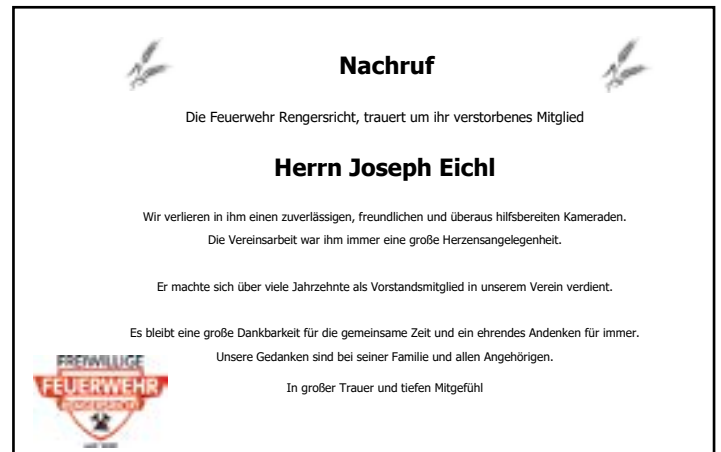 Nachruf
Die Feuerwehr Rengersricht, trauert um ihr verstorbenes Mitglied
Herrn Joseph Eichl
Wir verlieren in ihm einen zuverlässigen, freundlichen und überaus hilfsbereiten Kameraden.
Die Vereinsarbeit war ihm immer eine große Herzensangelegenheit.
Er machte sich über viele Jahrzehnte als Vorstandsmitglied in unserem Verein verdient.
Es bleibt eine große Dankbarkeit für die gemeinsame Zeit und ein ehrendes Andenken für immer.
Unsere Gedanken sind bei seiner Familie und allen Angehörigen.
In großer Trauer und tiefen Mitgefühl
FREIWILLIGE
FEUERWEHR
RENGERSRICHT